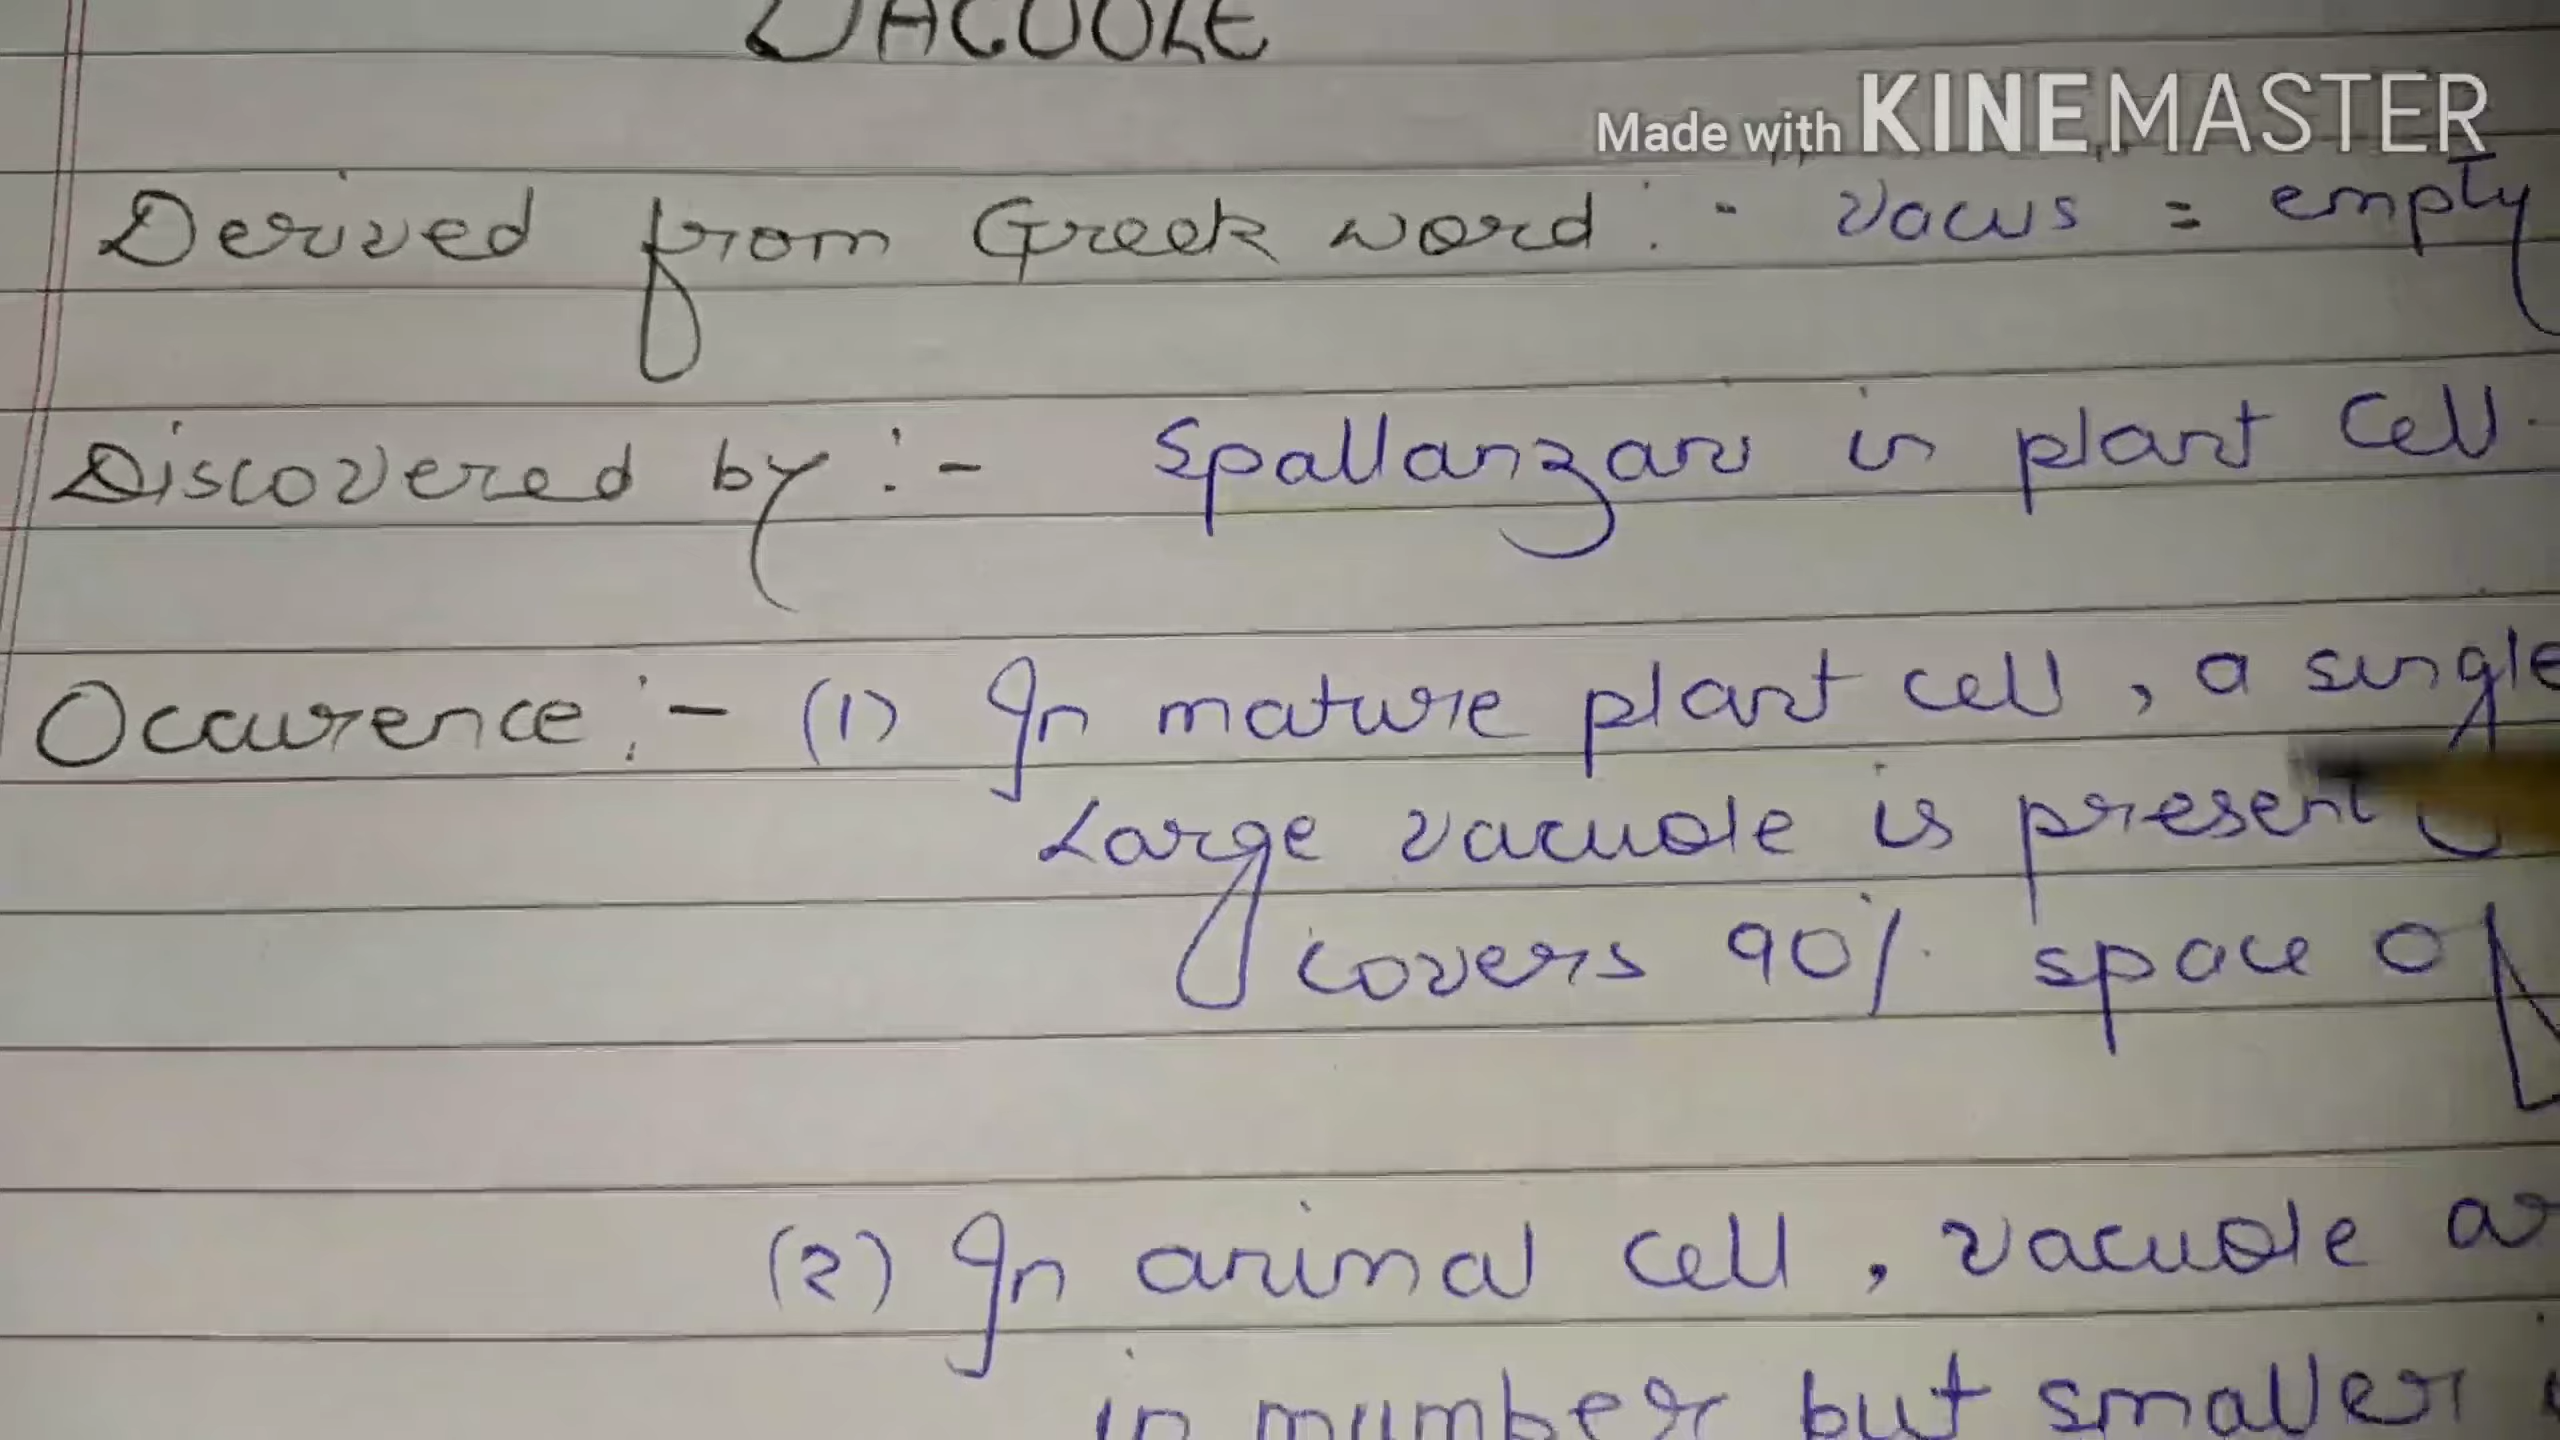 VACUOLE
Made with KINEMASTER
Derived from Greek word :- vacus = empty
Discovered by :- Spallanzani in plant cell.
Occurence :- (1) In mature plant cell, a single
Large vacuole is present
covers 90% space of
(2) In animal cell, vacuole
in number but smaller